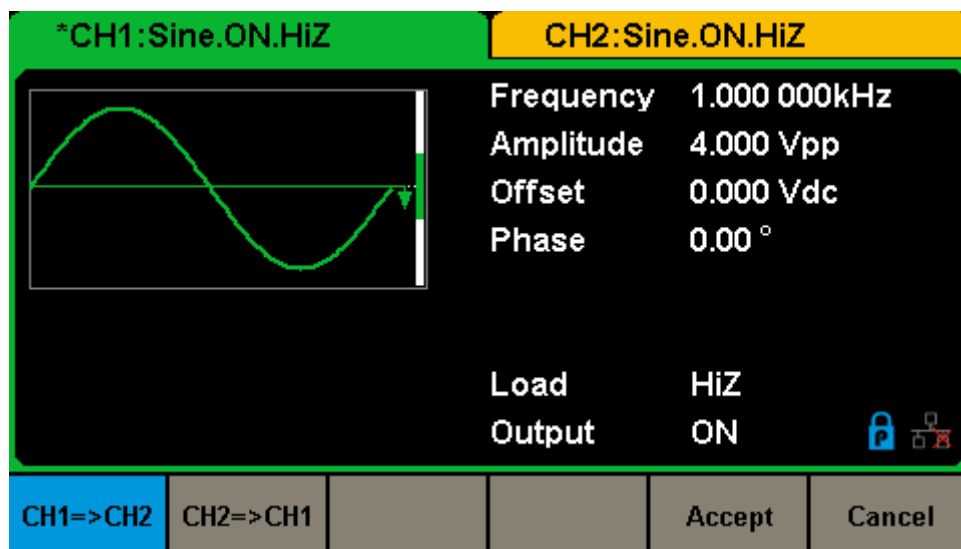 *CH1:Sine.ON.HiZ CH2:Sine.ON.HiZ
Frequency 1.000 000kHz
Amplitude 4.000 Vpp
Offset 0.000 Vdc
Phase 0.00 °
Load HiZ
Output ON
P
CH1=>CH2 CH2=>CH1 Accept Cancel